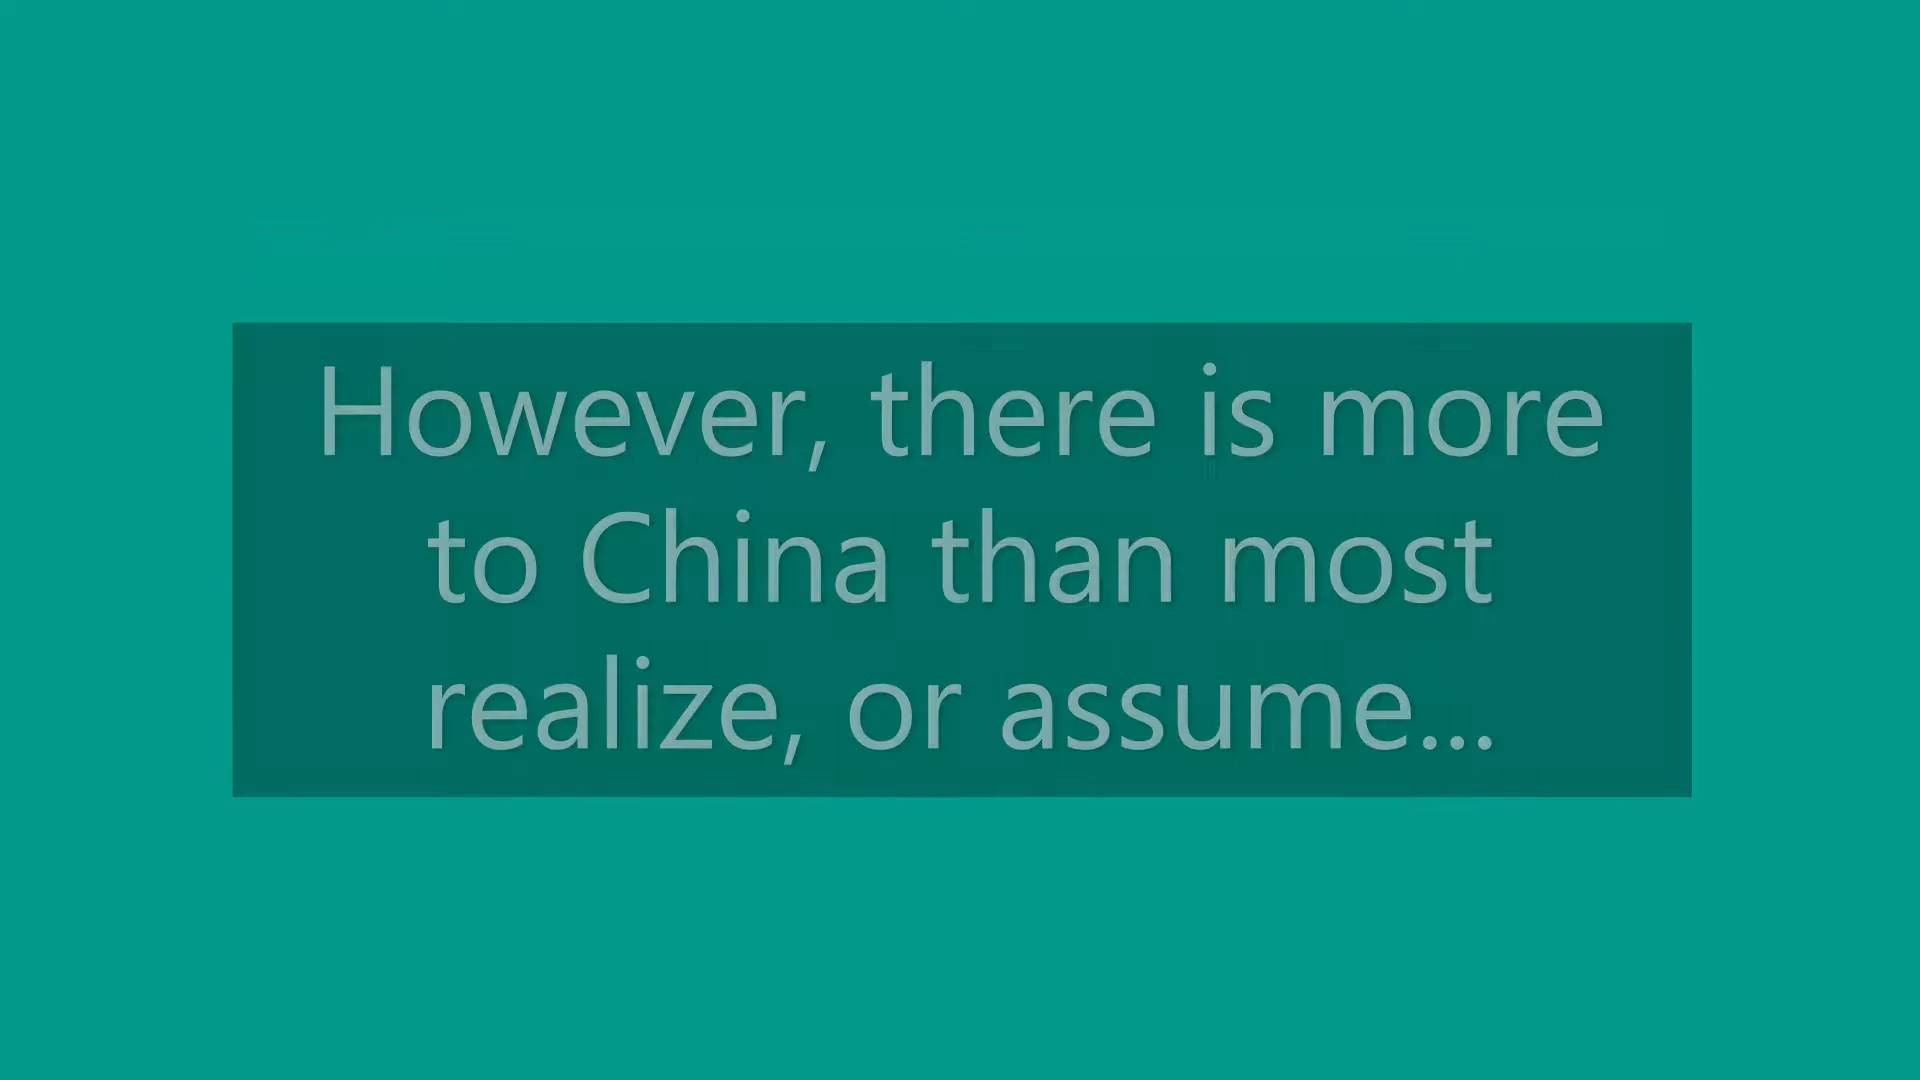 However, there is more
to China than most
realize, or assume...